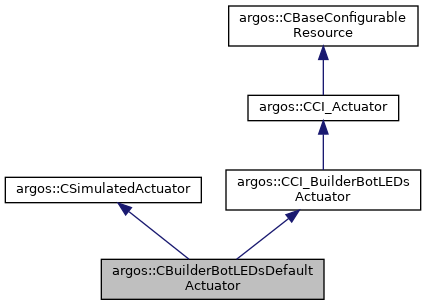 argos::CBaseConfigurable
Resource
argos::CCI_Actuator
argos::CSimulatedActuator
argos::CCI_BuilderBotLEDs
Actuator
argos::CBuilderBotLEDsDefault
Actuator